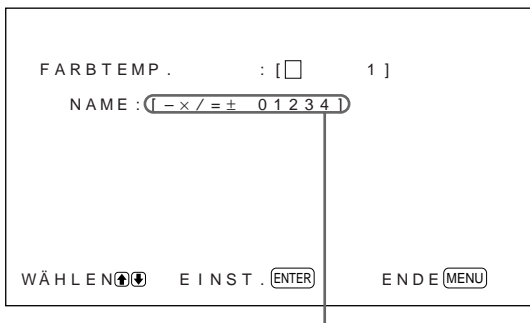 FARBTEMP. : [□ 1]
NAME:[−×/=± 01234]
WÄHLEN🡹🡻 EINST.ENTER ENDE MENU